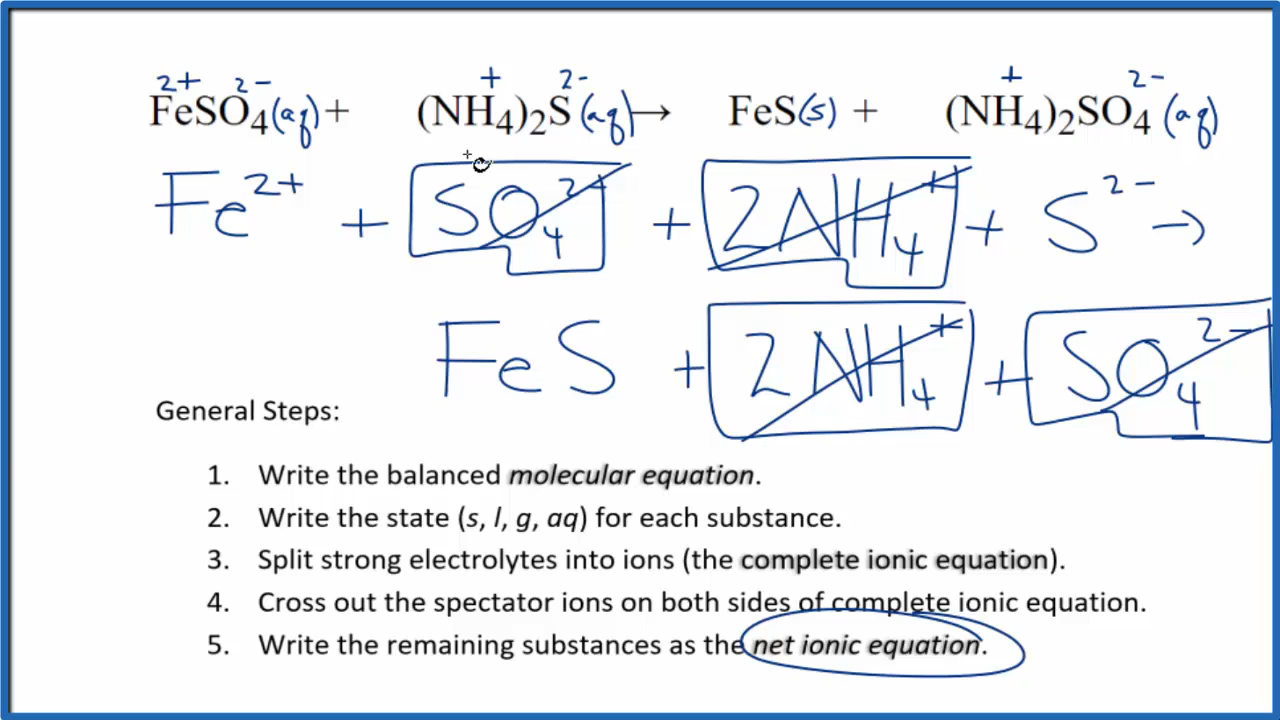 2+ 2- + 2- + 2-
FeSO₄(aq) + (NH₄)₂S(aq) → FeS(s) + (NH₄)₂SO₄(aq)
Fe²⁺ + SO₄²⁻ + 2NH₄⁺ + S²⁻ →
FeS + 2NH₄⁺ + SO₄²⁻
General Steps:
1. Write the balanced molecular equation.
2. Write the state (s, l, g, aq) for each substance.
3. Split strong electrolytes into ions (the complete ionic equation).
4. Cross out the spectator ions on both sides of complete ionic equation.
5. Write the remaining substances as the net ionic equation.